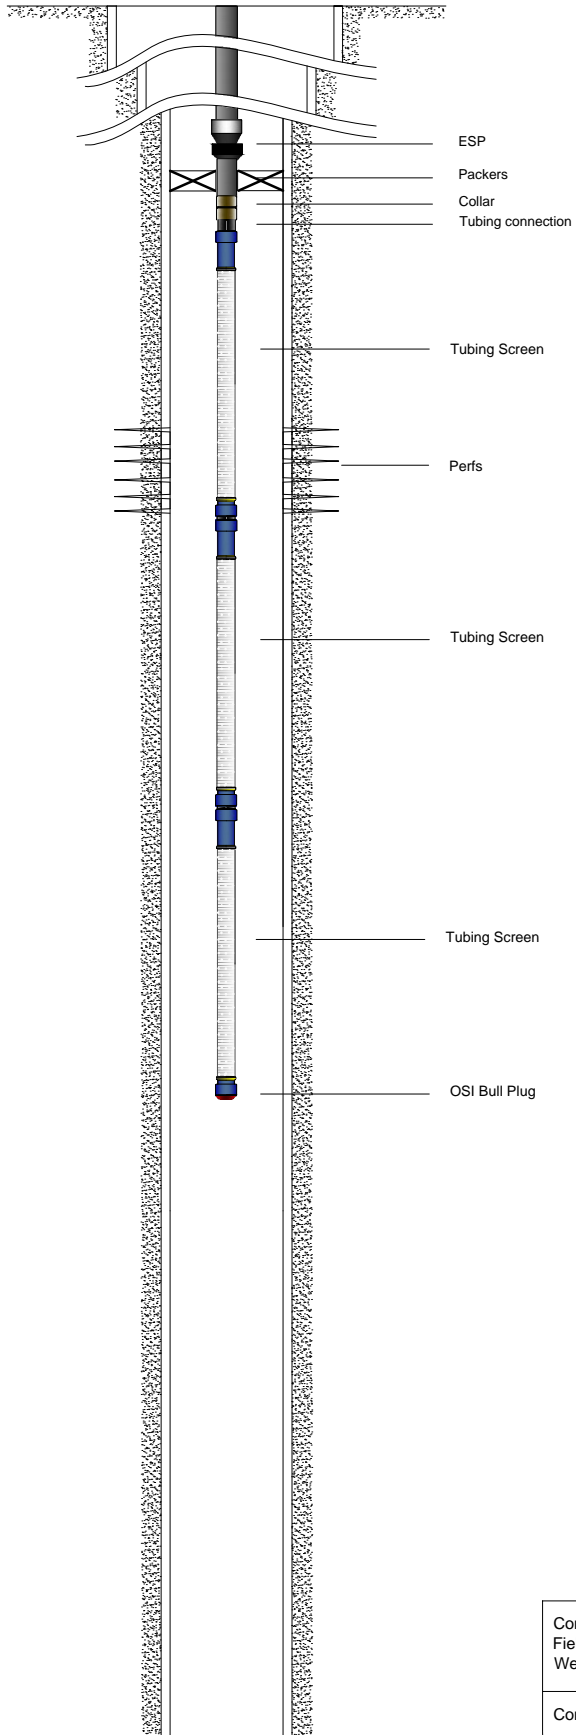 ESP
Packers
Collar
Tubing connection
Tubing Screen
Perfs
Tubing Screen
Tubing Screen
OSI Bull Plug